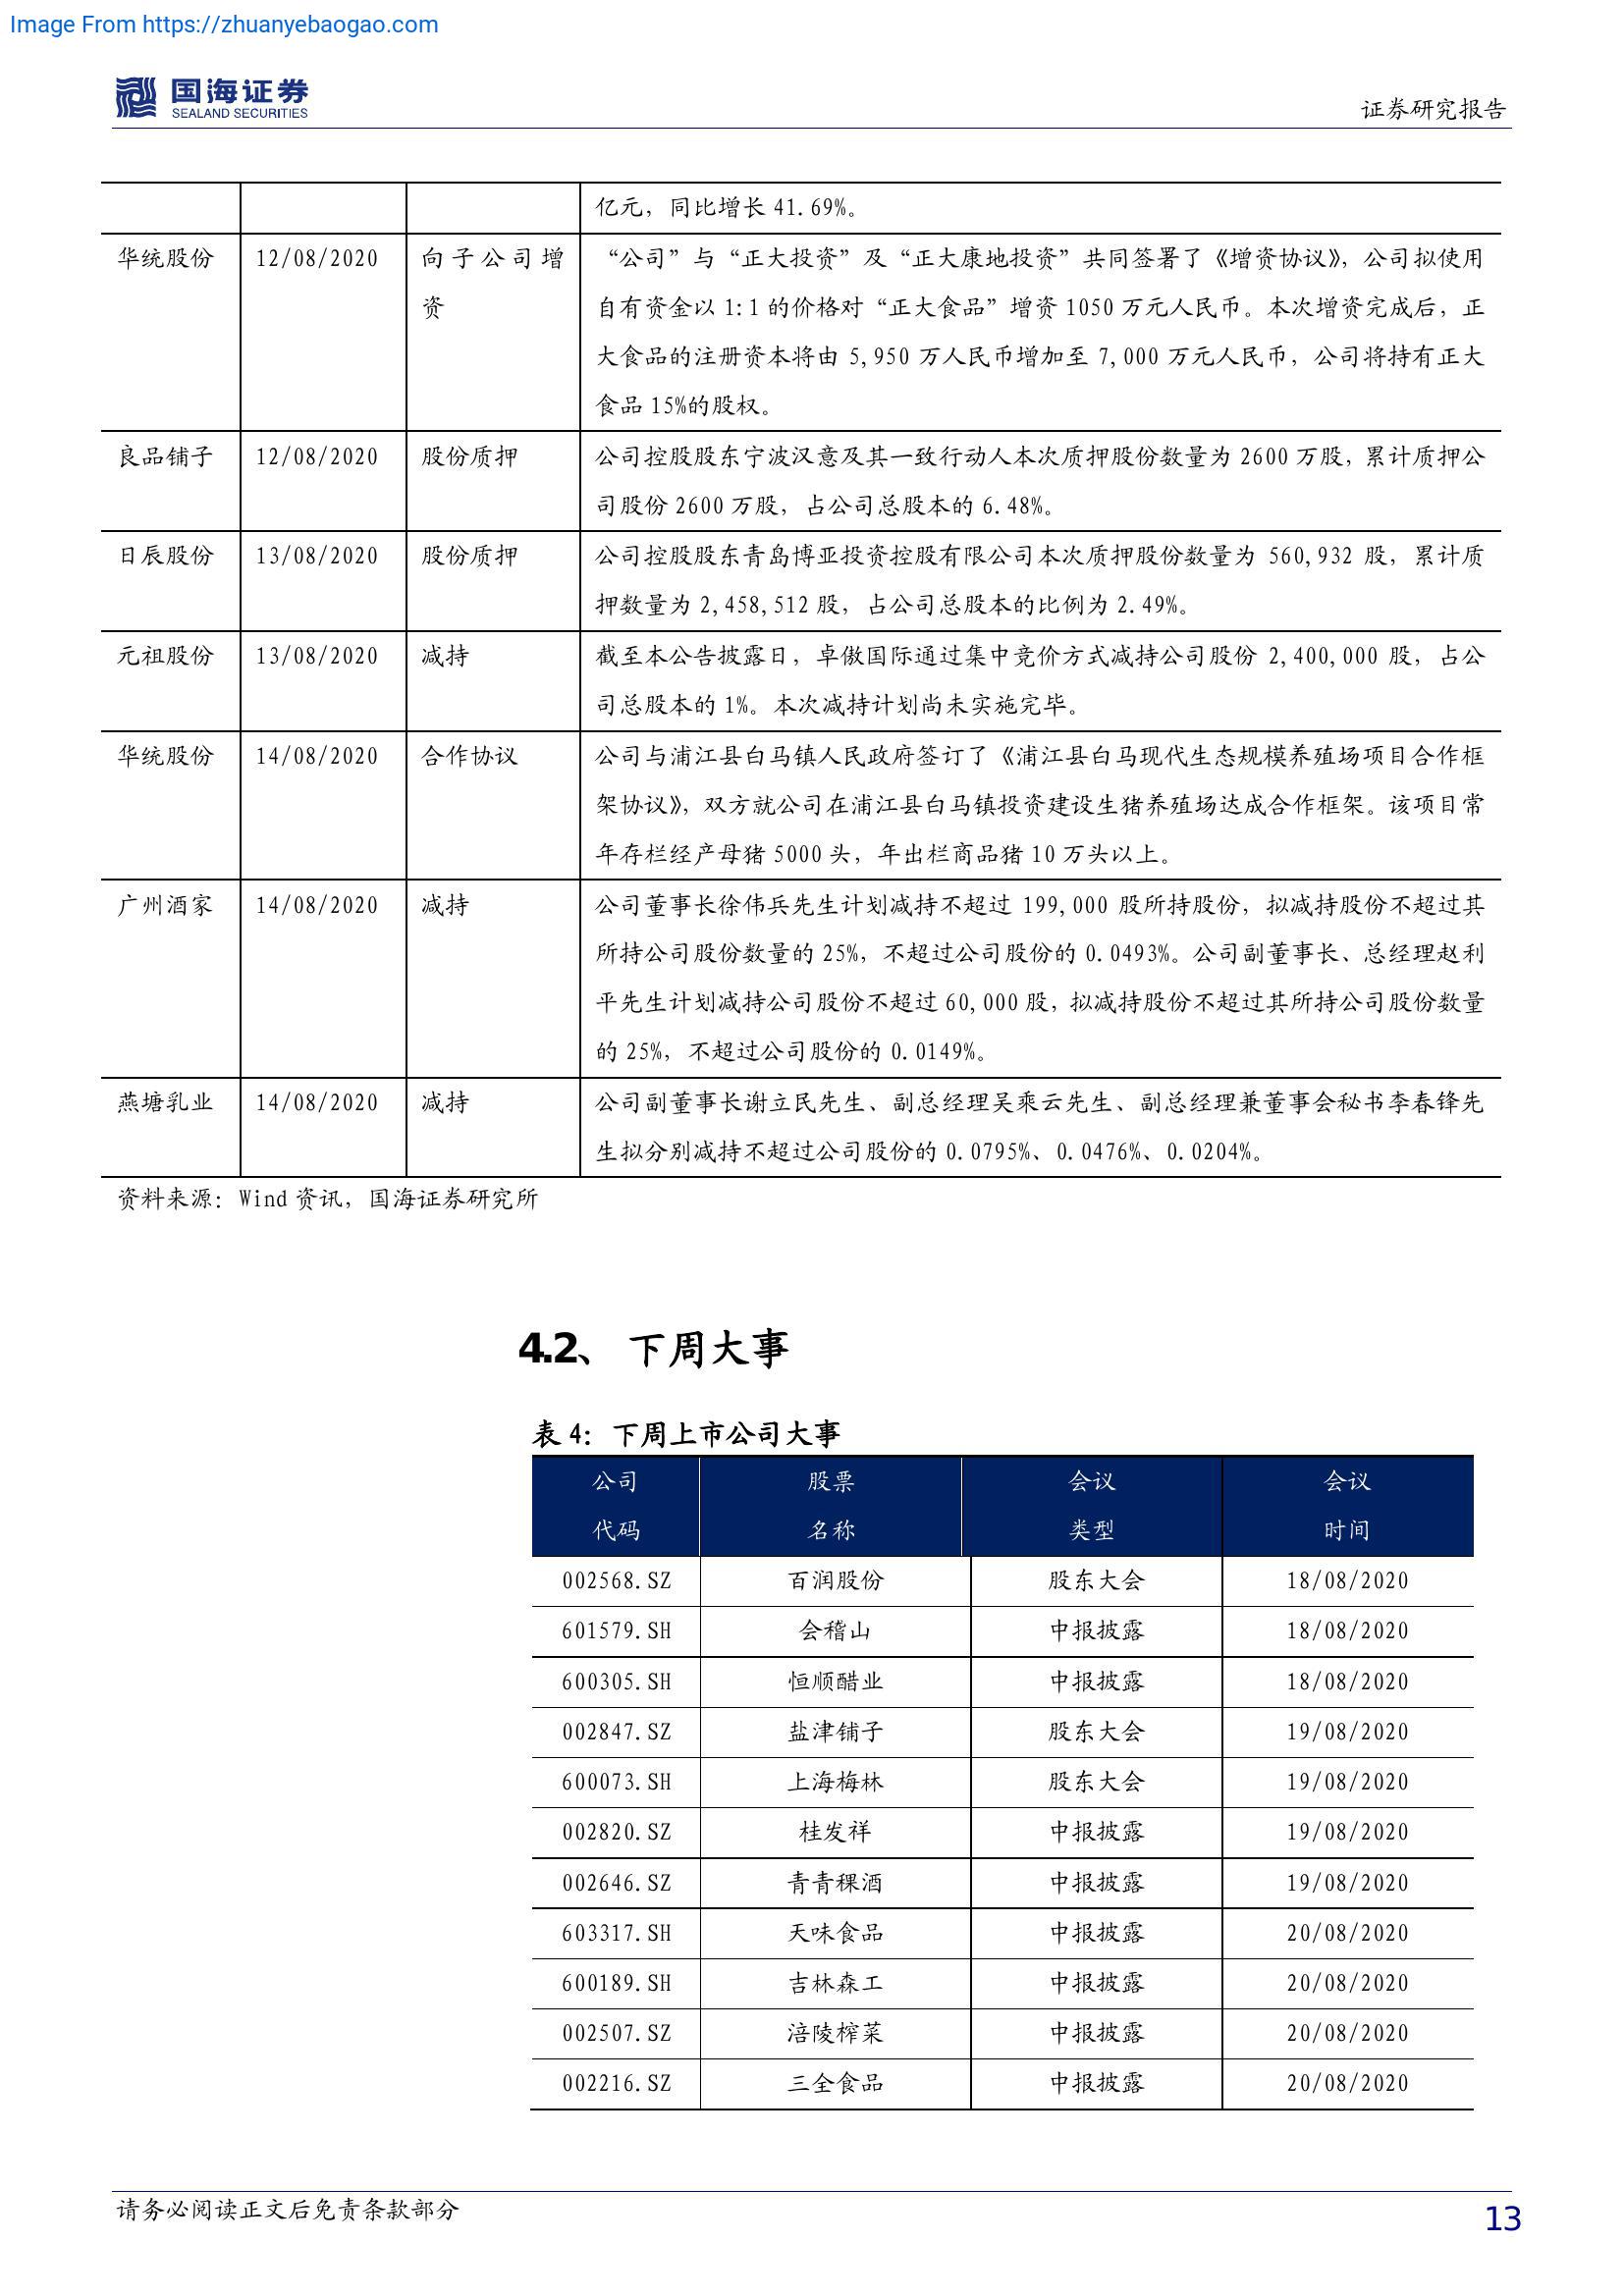 Image From https://zhuanyebaogao.com
国海证券
SEALAND SECURITIES
证券研究报告
亿元，同比增长 41.69%。
华统股份 12/08/2020 向子公司增 “公司”与“正大投资”及“正大康地投资”共同签署了《增资协议》，公司拟使用
资 自有资金以 1:1 的价格对“正大食品”增资 1050 万元人民币。本次增资完成后，正
大食品的注册资本将由 5,950 万人民币增加至 7,000 万元人民币，公司将持有正大
食品 15%的股权。
良品铺子 12/08/2020 股份质押 公司控股股东宁波汉意及其一致行动人本次质押股份数量为 2600 万股，累计质押公
司股份 2600 万股，占公司总股本的 6.48%。
日辰股份 13/08/2020 股份质押 公司控股股东青岛博亚投资控股有限公司本次质押股份数量为 560,932 股，累计质
押数量为 2,458,512 股，占公司总股本的比例为 2.49%。
元祖股份 13/08/2020 减持 截至本公告披露日，卓傲国际通过集中竞价方式减持公司股份 2,400,000 股，占公
司总股本的 1%。本次减持计划尚未实施完毕。
华统股份 14/08/2020 合作协议 公司与浦江县白马镇人民政府签订了《浦江县白马现代生态规模养殖场项目合作框
架协议》，双方就公司在浦江县白马镇投资建设生猪养殖场达成合作框架。该项目常
年存栏经产母猪 5000 头，年出栏商品猪 10 万头以上。
广州酒家 14/08/2020 减持 公司董事长徐伟兵先生计划减持不超过 199,000 股所持股份，拟减持股份不超过其
所持公司股份数量的 25%，不超过公司股份的 0.0493%。公司副董事长、总经理赵利
平先生计划减持公司股份不超过 60,000 股，拟减持股份不超过其所持公司股份数量
的 25%，不超过公司股份的 0.0149%。
燕塘乳业 14/08/2020 减持 公司副董事长谢立民先生、副总经理吴乘云先生、副总经理兼董事会秘书李春锋先
生拟分别减持不超过公司股份的 0.0795%、0.0476%、0.0204%。
资料来源：Wind 资讯，国海证券研究所
4.2、 下周大事
表 4：下周上市公司大事
公司 股票 会议 会议
代码 名称 类型 时间
002568.SZ 百润股份 股东大会 18/08/2020
601579.SH 会稽山 中报披露 18/08/2020
600305.SH 恒顺醋业 中报披露 18/08/2020
002847.SZ 盐津铺子 股东大会 19/08/2020
600073.SH 上海梅林 股东大会 19/08/2020
002820.SZ 桂发祥 中报披露 19/08/2020
002646.SZ 青青稞酒 中报披露 19/08/2020
603317.SH 天味食品 中报披露 20/08/2020
600189.SH 吉林森工 中报披露 20/08/2020
002507.SZ 涪陵榨菜 中报披露 20/08/2020
002216.SZ 三全食品 中报披露 20/08/2020
请务必阅读正文后免责条款部分
13